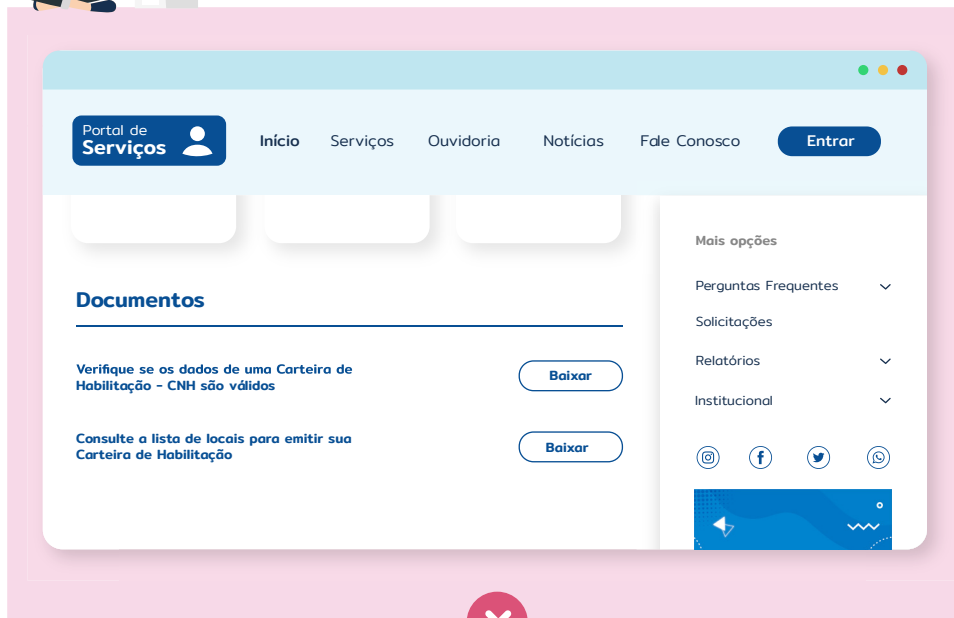 Portal de
Serviços
Início
Serviços
Ouvidoria
Notícias
Fale Conosco
Entrar
Documentos
Verifique se os dados de uma Carteira de
Habilitação - CNH são válidos
Baixar
Consulte a lista de locais para emitir sua
Carteira de Habilitação
Baixar
Mais opções
Perguntas Frequentes
Solicitações
Relatórios
Institucional